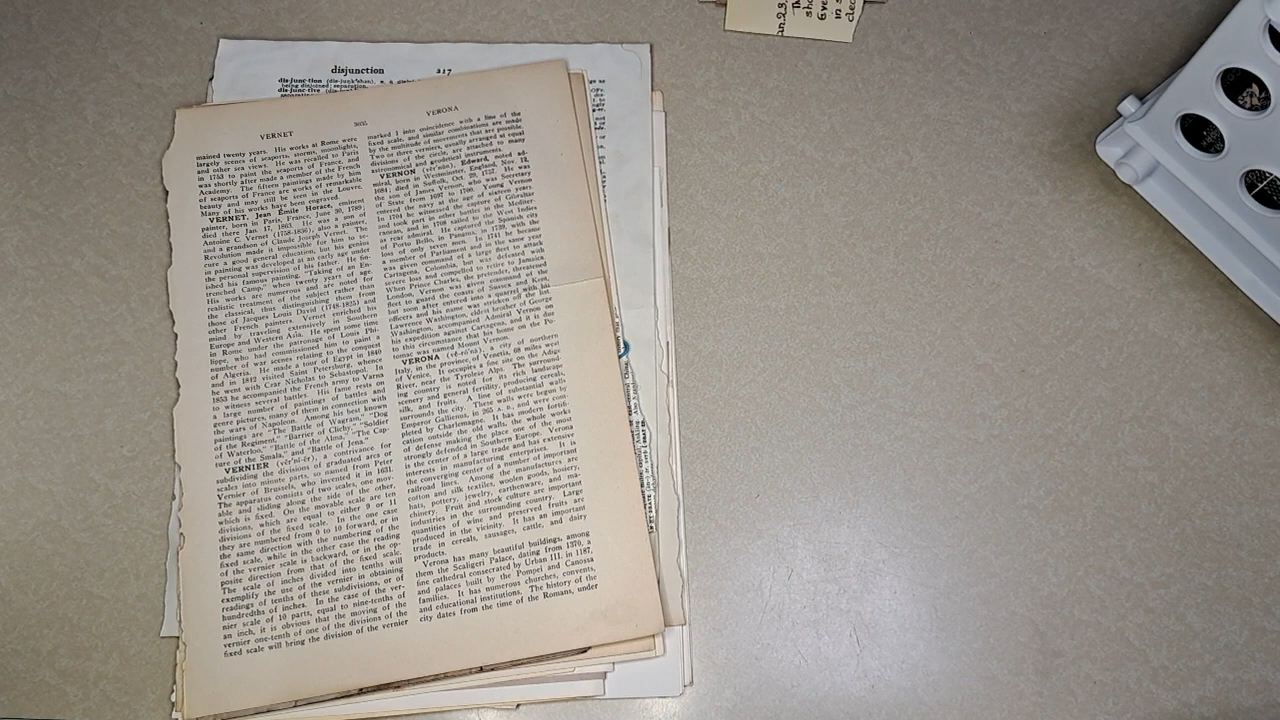 an.23,
Th
sho
Eve
in s
clea
disjunction 217
dis·junc·tion
being disjoined; separation.
dis·junc·tive
VERNET 3035 VERONA
mained twenty years. His works at Rome were
largely scenes of seaports, storms, moonlights,
and other sea views. He was recalled to Paris
in 1753 to paint the seaports of France, and
was shortly after made a member of the French
Academy. The fifteen paintings made by him
of seaports of France are works of remarkable
beauty and may still be seen in the Louvre.
Many of his works have been engraved.
VERNET, Jean Émile Horace, eminent
painter, born in Paris, France, June 30, 1789;
died there Jan. 17, 1863. He was a son of
Antoine C. Vernet (1758-1836), also a painter,
and a grandson of Claude Joseph Vernet. The
Revolution made it impossible for him to se-
cure a good general education, but his genius
in painting was developed at an early age under
the personal supervision of his father. He fin-
ished his famous painting, "Taking of an En-
trenched Camp," when twenty years of age.
His works are numerous and are noted for
realistic treatment of the subject rather than
the classical, thus distinguishing them from
those of Jacques Louis David (1748-1825) and
other French painters. Vernet enriched his
mind by traveling extensively in Southern
Europe and Western Asia. He spent some time
in Rome under the patronage of Louis Phi-
lippe, who had commissioned him to paint a
number of war scenes relating to the conquest
of Algeria. He made a tour of Egypt in 1840
and in 1842 visited Saint Petersburg, whence
he went with Czar Nicholas to Sebastopol. In
1853 he accompanied the French army to Varna
to witness several battles. His fame rests on
a large number of paintings of battles and
genre pictures, many of them in connection with
the wars of Napoleon. Among his best known
paintings are "The Battle of Wagram," "Dog
of the Regiment," "Barrier of Clichy," "Soldier
of Waterloo," "Battle of the Alma," "The Cap-
ture of the Smala," and "Battle of Jena."
VERNIER (vẽr'nĭ-ẽr), a contrivance for
subdividing the divisions of graduated arcs or
scales into minute parts, so named from Peter
Vernier of Brussels, who invented it in 1631.
The apparatus consists of two scales, one mov-
able and sliding along the side of the other,
which is fixed. On the movable scale are ten
divisions, which are equal to either 9 or 11
divisions of the fixed scale. In the one case
they are numbered from 0 to 10 forward, or in
the same direction with the numbering of the
fixed scale, while in the other case the reading
of the vernier scale is backward, or in the op-
posite direction from that of the fixed scale.
The scale of inches divided into tenths will
exemplify the use of the vernier in obtaining
readings of tenths of these subdivisions, or of
hundredths of inches. In the case of the ver-
nier scale of 10 parts, equal to nine-tenths of
an inch, it is obvious that the moving of the
vernier one-tenth of one of the divisions of the
fixed scale will bring the division of the vernier
marked 1 into coincidence with a line of the
fixed scale, and similar combinations are made
by the multitude of movements that are possible.
Two or three verniers, usually arranged at equal
divisions of the circle, are attached to many
astronomical and geodetical instruments.
VERNON (vẽr'nŭn), Edward, noted ad-
miral, born in Westminster, England, Nov. 12,
1684; died in Suffolk, Oct. 30, 1757. He was
the son of James Vernon, who was Secretary
of State from 1697 to 1700. Young Vernon
entered the navy at the age of sixteen years.
In 1704 he witnessed the capture of Gibraltar
and took part in other battles in the Mediter-
ranean, and in 1708 sailed to the West Indies
as rear admiral. He captured the Spanish city
of Porto Bello, in Panama, in 1739, with the
loss of only seven men. In 1741 he became
a member of Parliament and in the same year
was given command of a large fleet to attack
Cartagena, Colombia, but was defeated with
severe loss and compelled to retire to Jamaica.
When Prince Charles, the pretender, threatened
London, Vernon was given command of the
fleet to guard the coasts of Sussex and Kent,
but soon after entered into a quarrel with his
officers and his name was stricken off the list.
Lawrence Washington, eldest brother of George
Washington, accompanied Admiral Vernon on
his expedition against Cartagena, and it is due
to this circumstance that his home on the Po-
tomac was named Mount Vernon.
VERONA (vê-rō'nȧ), a city of northern
Italy, in the province of Venetia, 68 miles west
of Venice. It occupies a fine site on the Adige
River, near the Tyrolese Alps. The surround-
ing country is noted for its rich landscape
scenery and general fertility, producing cereals,
silk, and fruits. A line of substantial walls
surrounds the city. These walls were begun by
Emperor Gallienus, in 265 A. D., and were com-
pleted by Charlemagne. It has modern fortifi-
cation outside the old walls, the whole works
of defense making the place one of the most
strongly defended in Southern Europe. Verona
is the center of a large trade and has extensive
interests in manufacturing enterprises. It is
the converging center of a number of important
railroad lines. Among the manufactures are
cotton and silk textiles, woolen goods, hosiery,
hats, pottery, jewelry, earthenware, and ma-
chinery. Fruit and stock culture are important
industries in the surrounding country. Large
quantities of wine and preserved fruits are
produced in the vicinity. It has an important
trade in cereals, sausages, cattle, and dairy
products.
Verona has many beautiful buildings, among
them the Scaligeri Palace, dating from 1370, a
fine cathedral consecrated by Urban III. in 1187,
and palaces built by the Pompei and Canossa
families. It has numerous churches, convents,
and educational institutions. The history of the
city dates from the time of the Romans, under